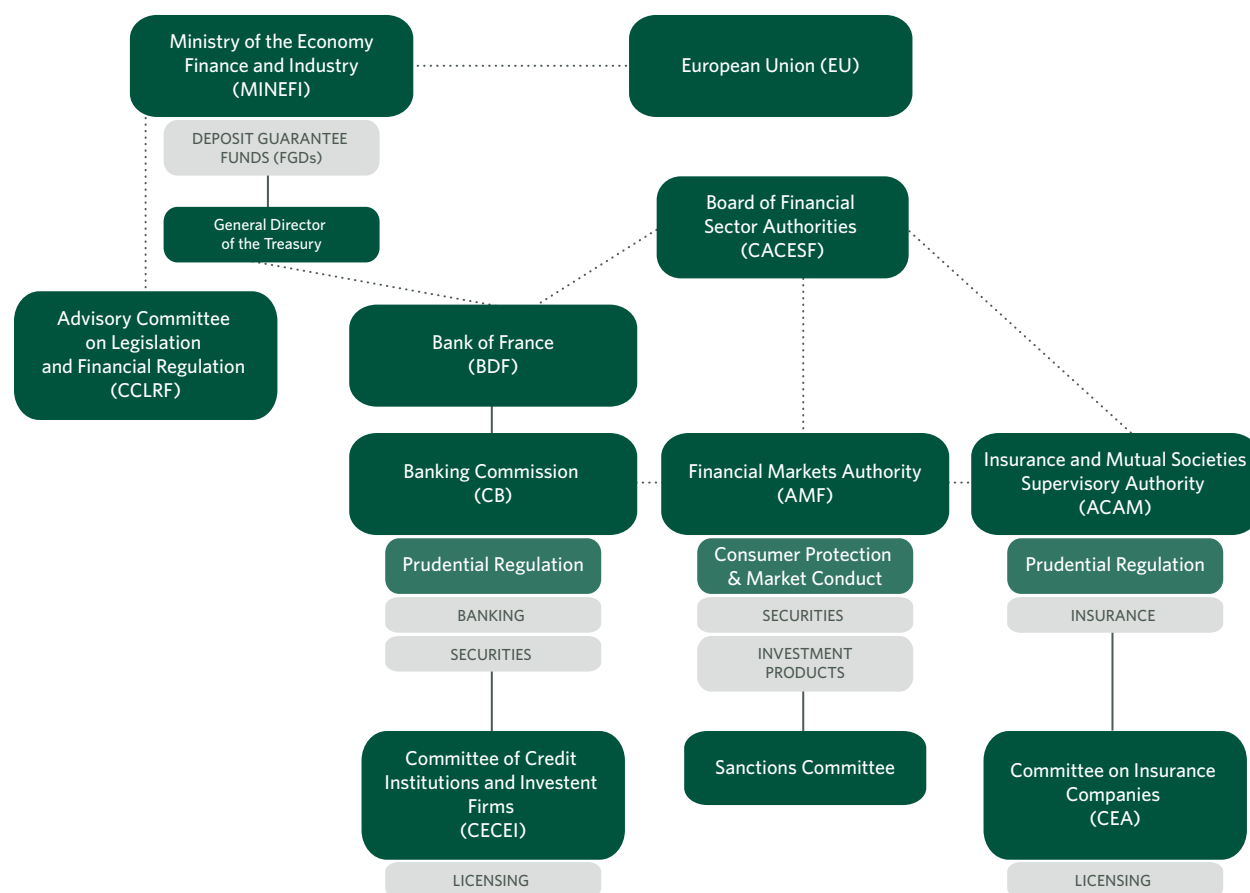 Ministry of the Economy
Finance and Industry
(MINEFI)
European Union (EU)
DEPOSIT GUARANTEE
FUNDS (FGDs)
General Director
of the Treasury
Board of Financial
Sector Authorities
(CACESF)
Advisory Committee
on Legislation
and Financial Regulation
(CCLRF)
Bank of France
(BDF)
Banking Commission
(CB)
Financial Markets Authority
(AMF)
Insurance and Mutual Societies
Supervisory Authority
(ACAM)
Prudential Regulation
Consumer Protection
& Market Conduct
Prudential Regulation
BANKING
SECURITIES
INSURANCE
SECURITIES
INVESTMENT
PRODUCTS
Committee of Credit
Institutions and Investent
Firms
(CECEI)
Sanctions Committee
Committee on Insurance
Companies
(CEA)
LICENSING
LICENSING